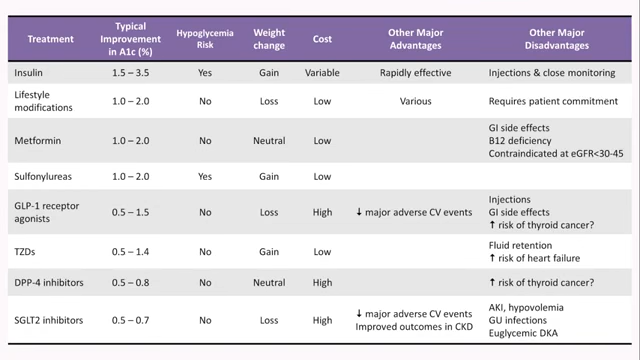 Treatment
Typical Improvement in A1c (%)
Hypoglycemia Risk
Weight change
Cost
Other Major Advantages
Other Major Disadvantages
Insulin 1.5 – 3.5 Yes Gain Variable Rapidly effective Injections & close monitoring
Lifestyle modifications 1.0 – 2.0 No Loss Low Various Requires patient commitment
Metformin 1.0 – 2.0 No Neutral Low
GI side effects
B12 deficiency
Contraindicated at eGFR<30-45
Sulfonylureas 1.0 – 2.0 Yes Gain Low
GLP-1 receptor agonists 0.5 – 1.5 No Loss High ↓ major adverse CV events
Injections
GI side effects
↑ risk of thyroid cancer?
TZDs 0.5 – 1.4 No Gain Low
Fluid retention
↑ risk of heart failure
DPP-4 inhibitors 0.5 – 0.8 No Neutral High ↑ risk of thyroid cancer?
SGLT2 inhibitors 0.5 – 0.7 No Loss High
↓ major adverse CV events
Improved outcomes in CKD
AKI, hypovolemia
GU infections
Euglycemic DKA